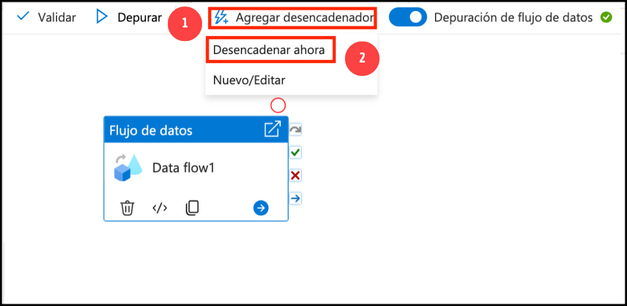 Validar Depurar 1 Agregar desencadenador Depuración de flujo de datos
Desencadenar ahora 2
Nuevo/Editar
Flujo de datos
Data flow1